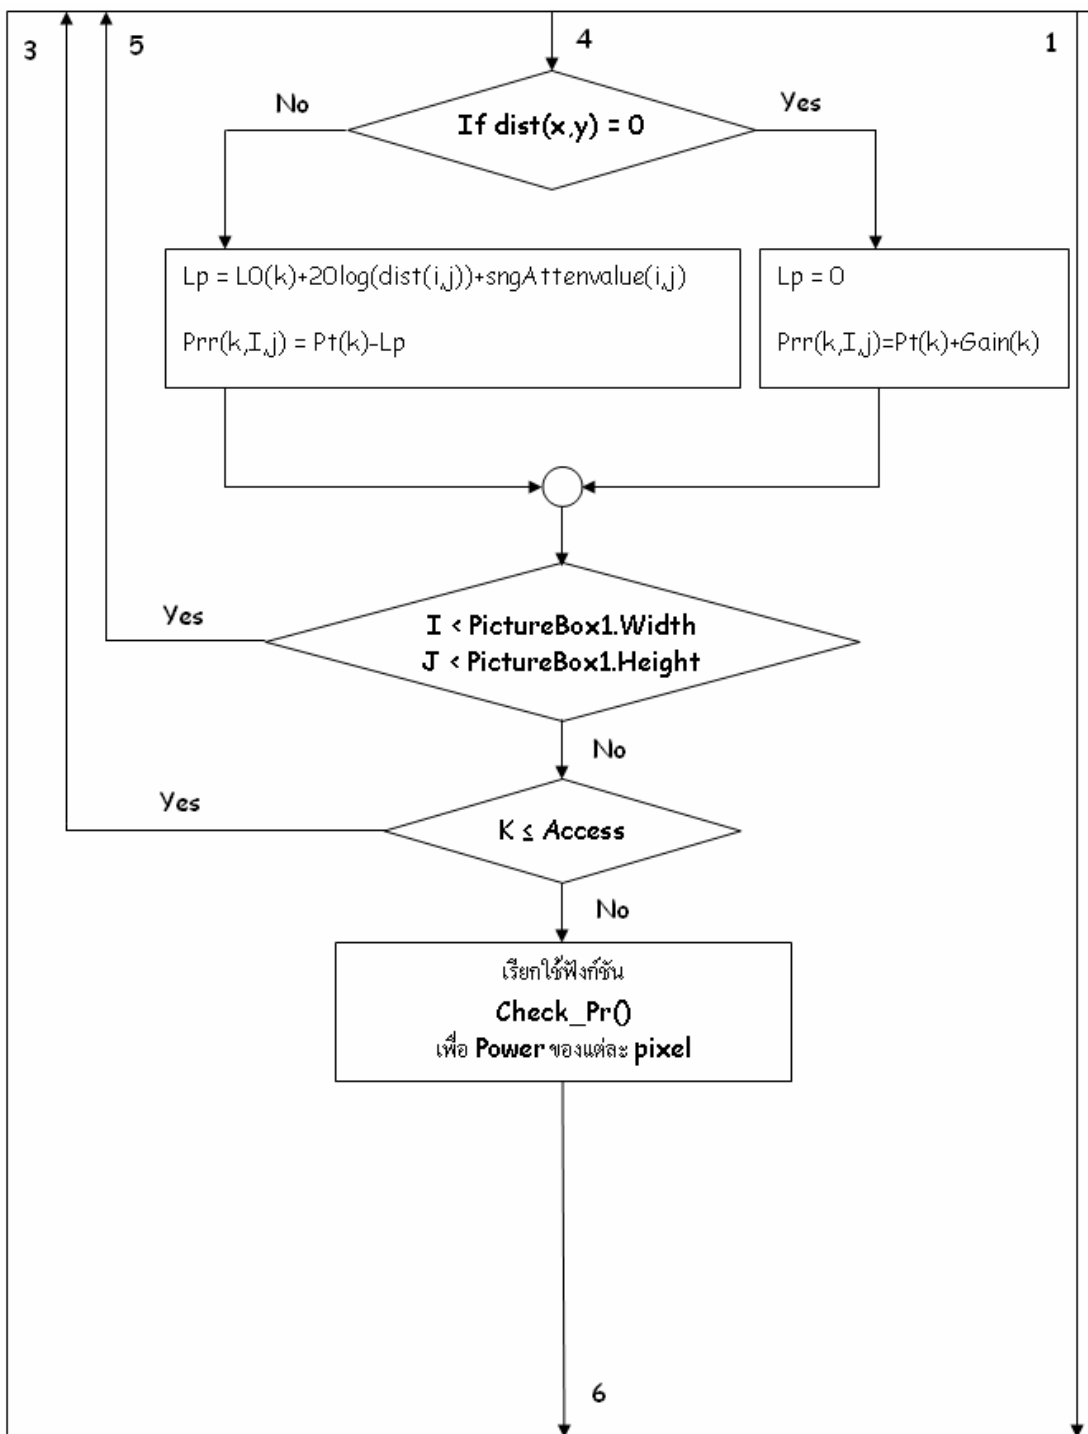 3
5
4
1
No
Yes
If dist(x,y) = 0
Lp = L0(k)+20log(dist(i,j))+sngAttenvalue(i,j)
Prr(k,I,j) = Pt(k)-Lp
Lp = 0
Prr(k,I,j)=Pt(k)+Gain(k)
Yes
I < PictureBox1.Width
J < PictureBox1.Height
No
Yes
K ≤ Access
No
เรียกใช้ฟังก์ชัน
Check_Pr()
เพื่อ Power ของแต่ละ pixel
6